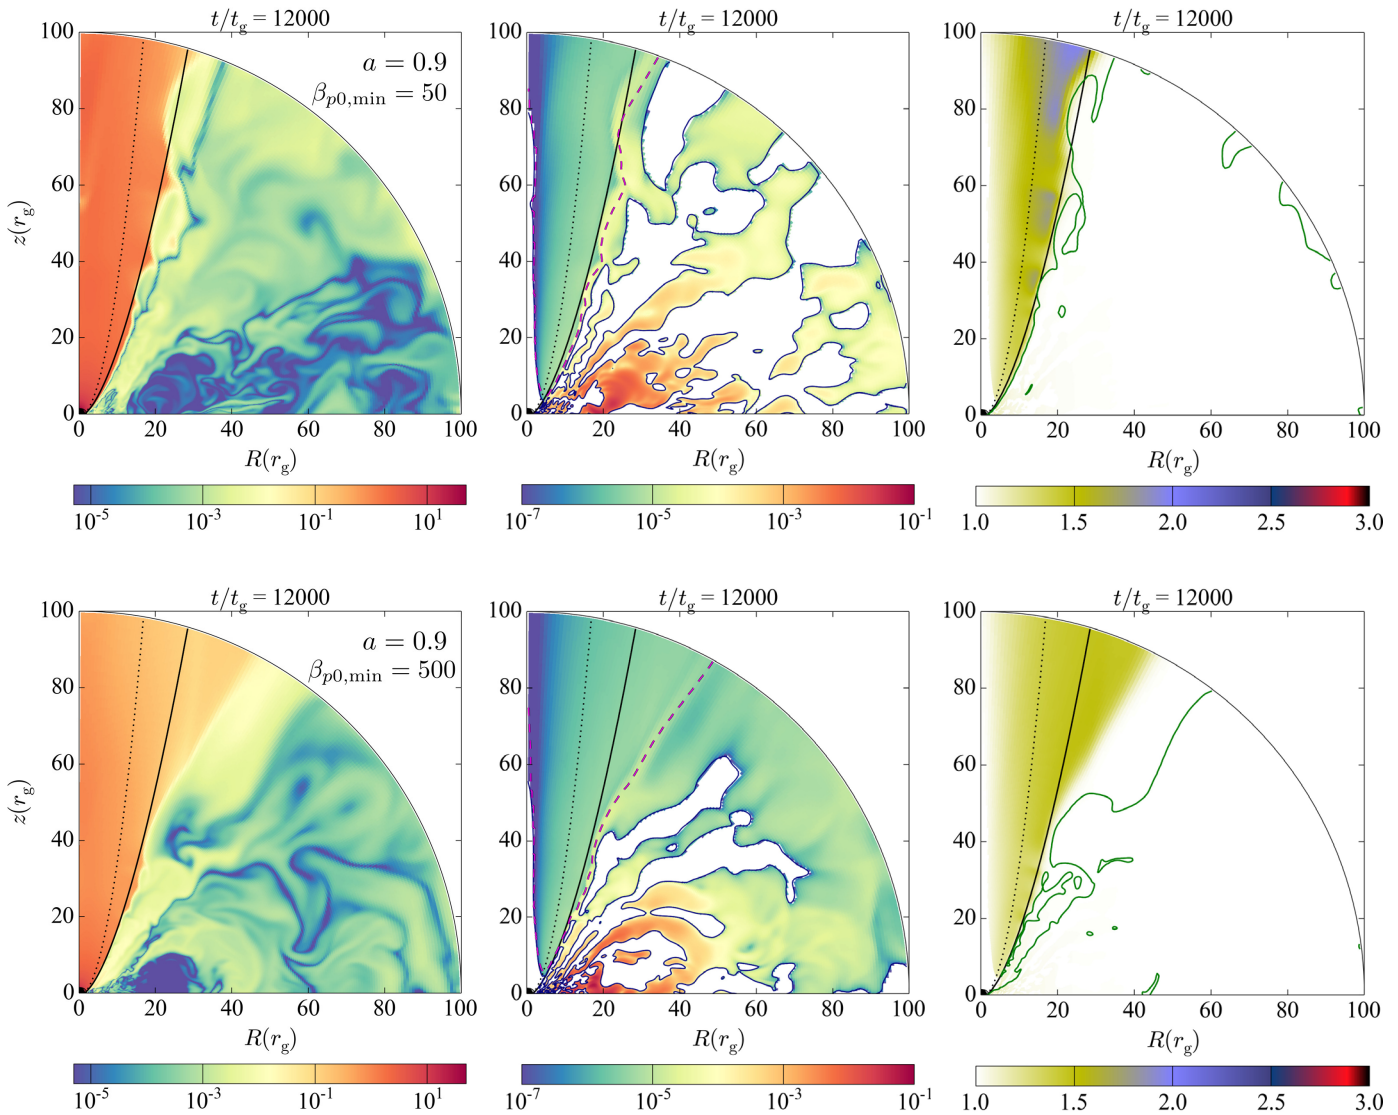 t/t_g = 12000 t/t_g = 12000 t/t_g = 12000
100 100 100
a = 0.9
β_{p0,min} = 50
80 80 80
60 60 60
z(r_g)
40 40 40
20 20 20
0 0 0
0 20 40 60 80 100 0 20 40 60 80 100 0 20 40 60 80 100
R(r_g) R(r_g) R(r_g)
10^{-5} 10^{-3} 10^{-1} 10^{1} 10^{-7} 10^{-5} 10^{-3} 10^{-1} 1.0 1.5 2.0 2.5 3.0
t/t_g = 12000 t/t_g = 12000 t/t_g = 12000
100 100 100
a = 0.9
β_{p0,min} = 500
80 80 80
60 60 60
z(r_g)
40 40 40
20 20 20
0 0 0
0 20 40 60 80 100 0 20 40 60 80 100 0 20 40 60 80 100
R(r_g) R(r_g) R(r_g)
10^{-5} 10^{-3} 10^{-1} 10^{1} 10^{-7} 10^{-5} 10^{-3} 10^{-1} 1.0 1.5 2.0 2.5 3.0